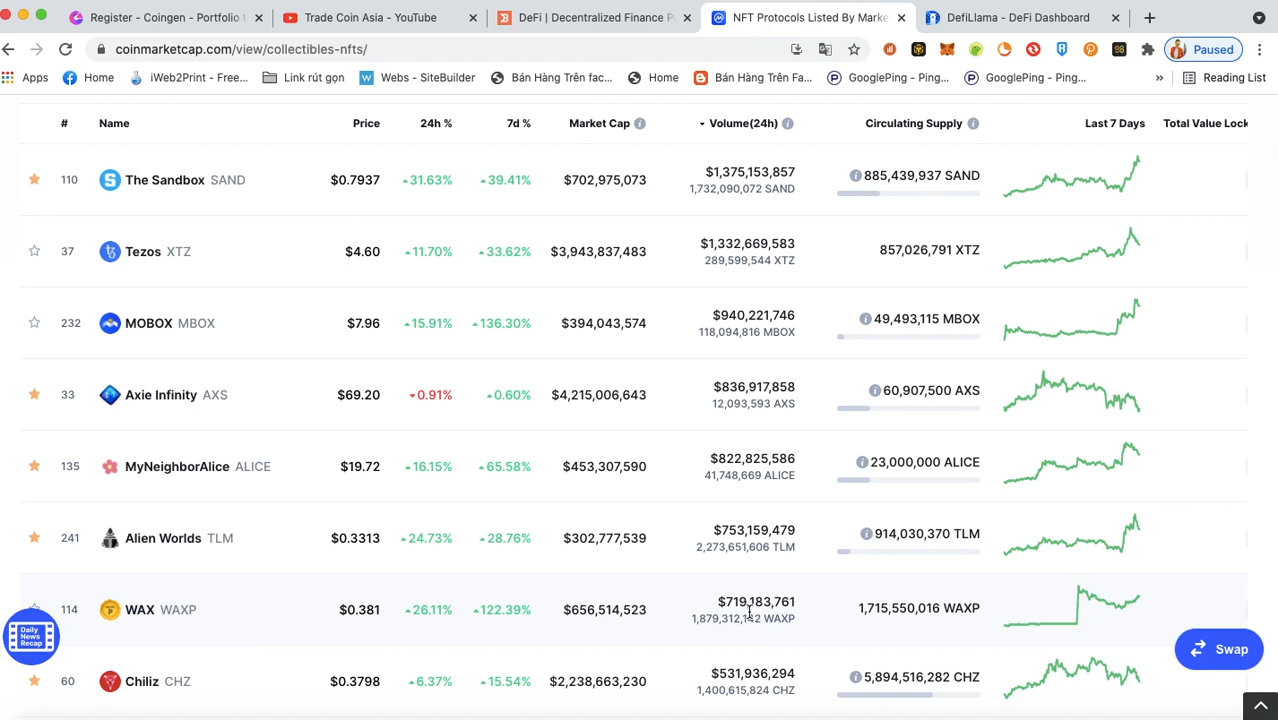 Register - Coingen - Portfolio t
Trade Coin Asia - YouTube
DeFi | Decentralized Finance P
NFT Protocols Listed By Marke
DefiLlama - DeFi Dashboard
coinmarketcap.com/view/collectibles-nfts/
Paused
Apps
Home
iWeb2Print - Free...
Link rút gọn
Webs - SiteBuilder
Bán Hàng Trên fac...
Home
Bán Hàng Trên Fa...
GooglePing - Ping...
GooglePing - Ping...
»
Reading List
# Name Price 24h % 7d % Market Cap Volume(24h) Circulating Supply Last 7 Days Total Value Lock
110 The Sandbox SAND $0.7937 31.63% 39.41% $702,975,073 $1,375,153,857 885,439,937 SAND
1,732,090,072 SAND
37 Tezos XTZ $4.60 11.70% 33.62% $3,943,837,483 $1,332,669,583 857,026,791 XTZ
289,599,544 XTZ
232 MOBOX MBOX $7.96 15.91% 136.30% $394,043,574 $940,221,746 49,493,115 MBOX
118,094,816 MBOX
33 Axie Infinity AXS $69.20 0.91% 0.60% $4,215,006,643 $836,917,858 60,907,500 AXS
12,093,593 AXS
135 MyNeighborAlice ALICE $19.72 16.15% 65.58% $453,307,590 $822,825,586 23,000,000 ALICE
41,748,669 ALICE
241 Alien Worlds TLM $0.3313 24.73% 28.76% $302,777,539 $753,159,479 914,030,370 TLM
2,273,651,606 TLM
114 WAX WAXP $0.381 26.11% 122.39% $656,514,523 $719,183,761 1,715,550,016 WAXP
WAXP
Daily
News
Recap
Swap
60 Chiliz CHZ $0.3798 6.37% 15.54% $2,238,663,230 $531,936,294 5,894,516,282 CHZ
1,400,615,824 CHZ